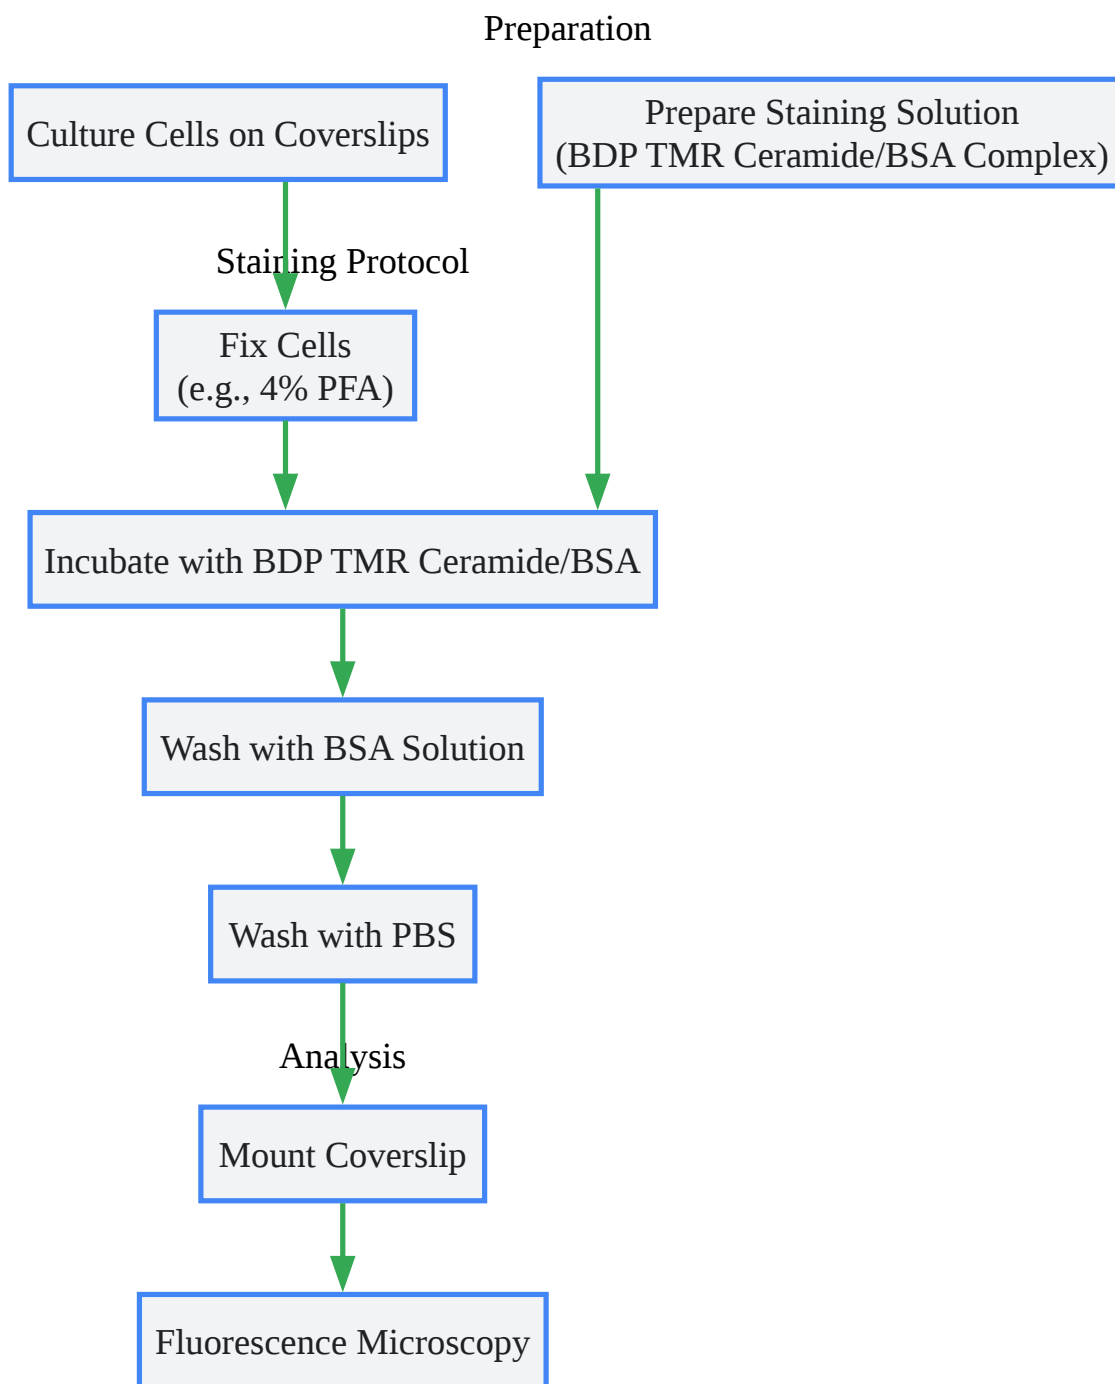 Preparation
Culture Cells on Coverslips
Prepare Staining Solution
(BDP TMR Ceramide/BSA Complex)
Staining Protocol
Fix Cells
(e.g., 4% PFA)
Incubate with BDP TMR Ceramide/BSA
Wash with BSA Solution
Wash with PBS
Analysis
Mount Coverslip
Fluorescence Microscopy